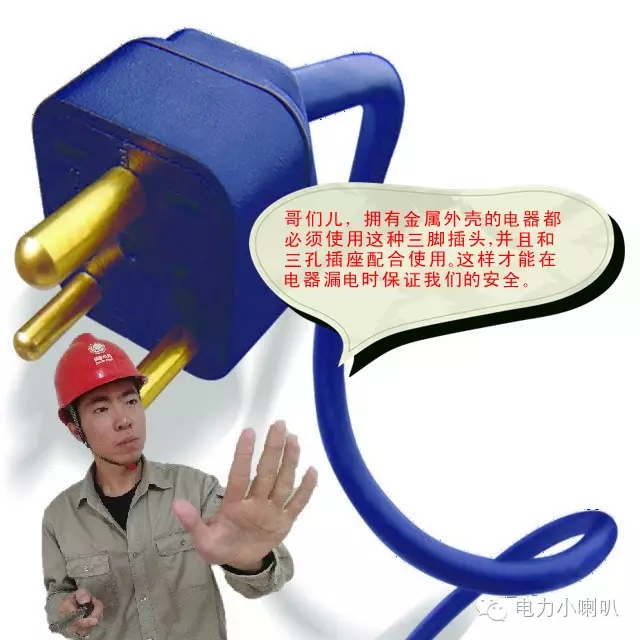 哥们儿，拥有金属外壳的电器都
必须使用这种三脚插头,并且和
三孔插座配合使用。这样才能在
电器漏电时保证我们的安全。
电力小喇叭